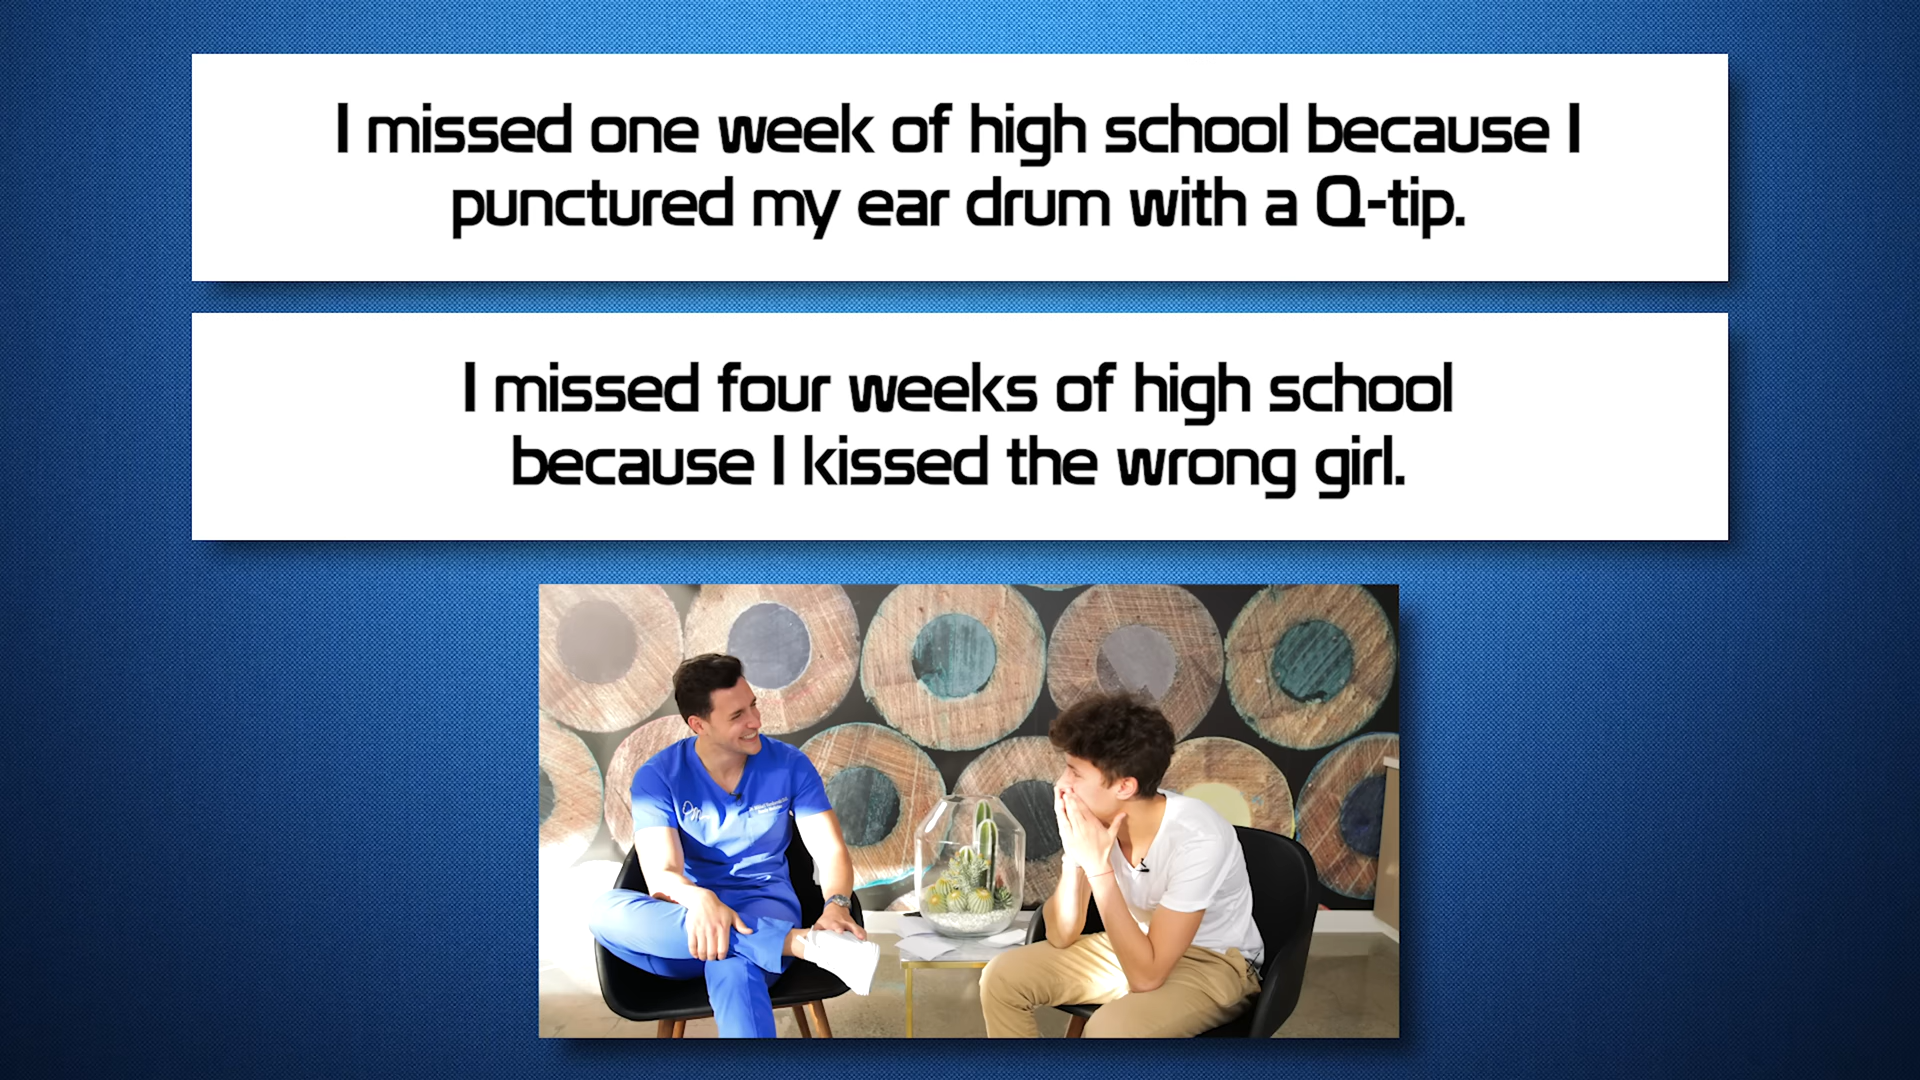 I missed one week of high school because I
punctured my ear drum with a Q-tip.
I missed four weeks of high school
because I kissed the wrong girl.